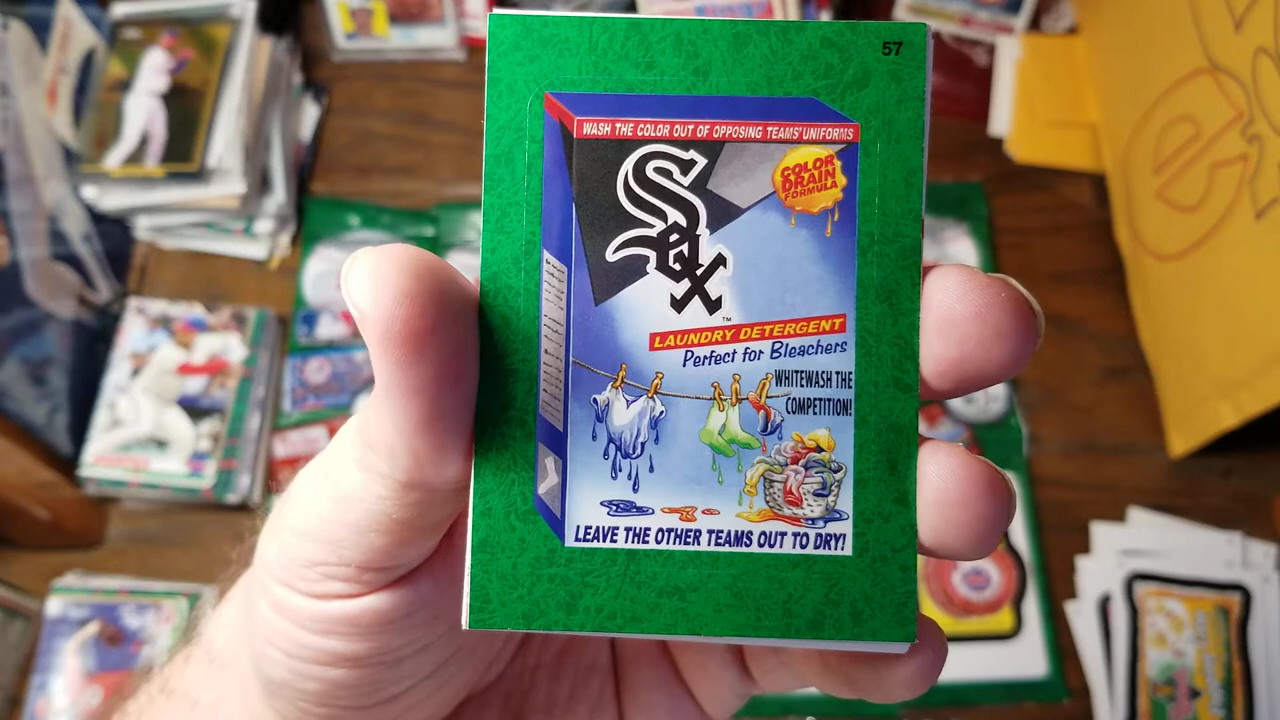 57
WASH THE COLOR OUT OF OPPOSING TEAMS' UNIFORMS
COLOR
DRAIN
FORMULA
Sox
TM
LAUNDRY DETERGENT
Perfect for Bleachers
WHITEWASH THE
COMPETITION!
LEAVE THE OTHER TEAMS OUT TO DRY!